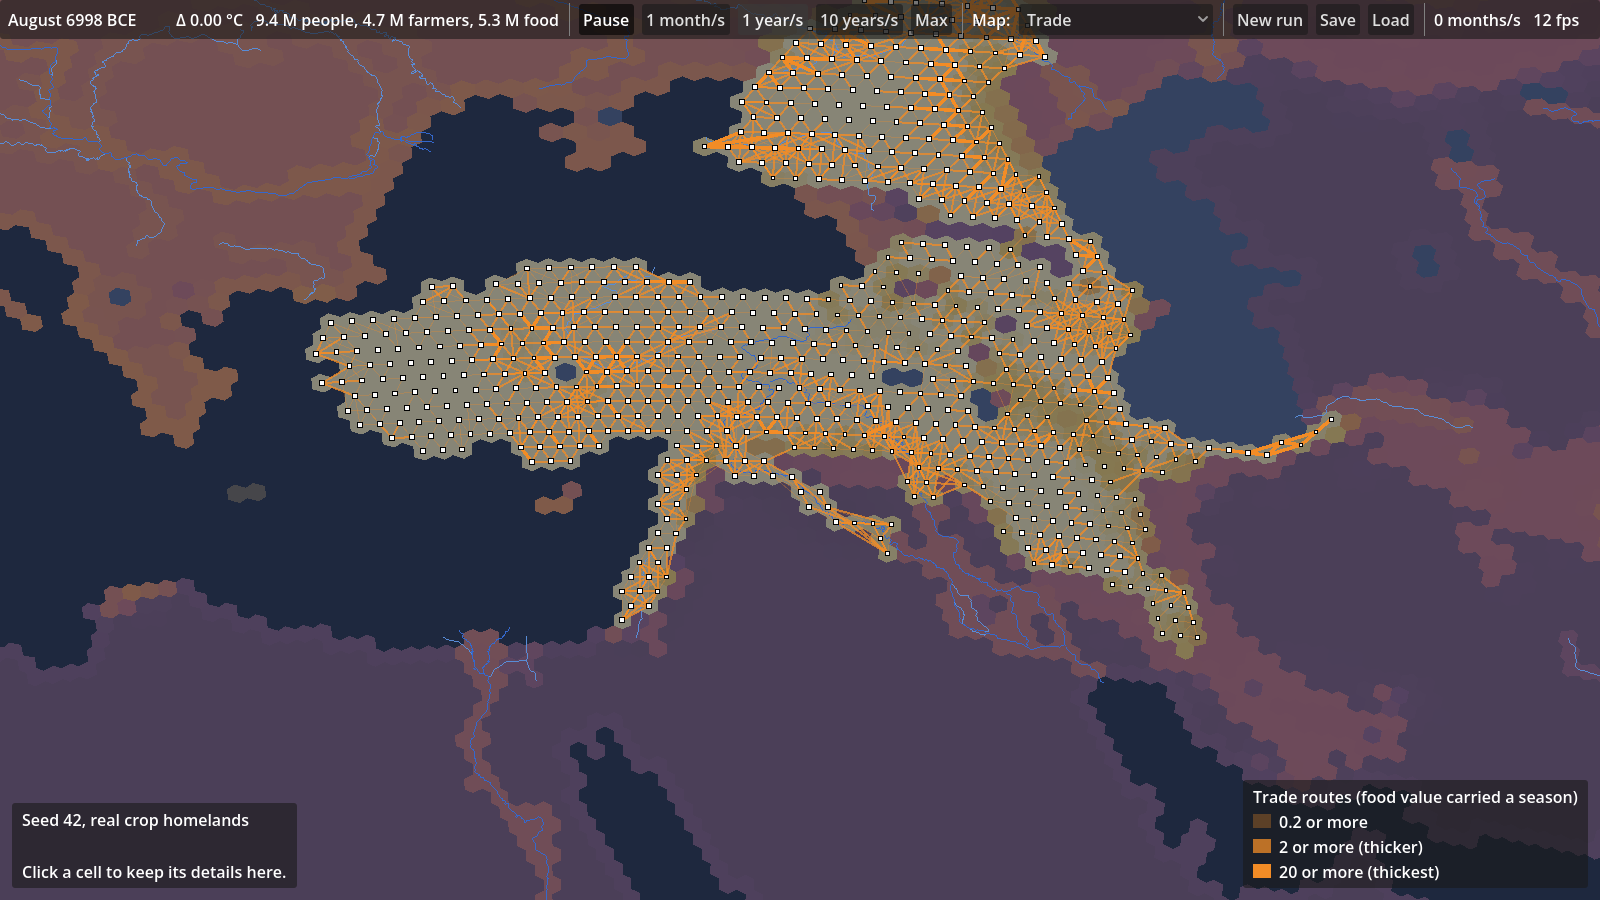 August 6998 BCE
Δ 0.00 °C
9.4 M people, 4.7 M farmers, 5.3 M food
Pause
1 month/s
1 year/s
10 years/s
Max
Map:
Trade
New run
Save
Load
0 months/s
12 fps
Seed 42, real crop homelands
Click a cell to keep its details here.
Trade routes (food value carried a season)
0.2 or more
2 or more (thicker)
20 or more (thickest)